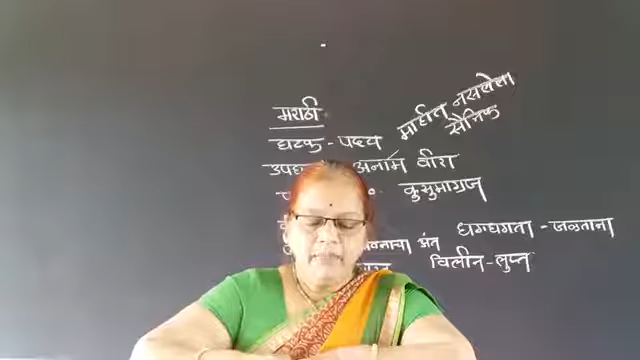 मराठी
माहीत नसलेला
सैनिक
घटक - पद्य
अनाम वीरा
कुसुमाग्रज
धगधगता - जळताना
अंत
विलीन - लुप्त